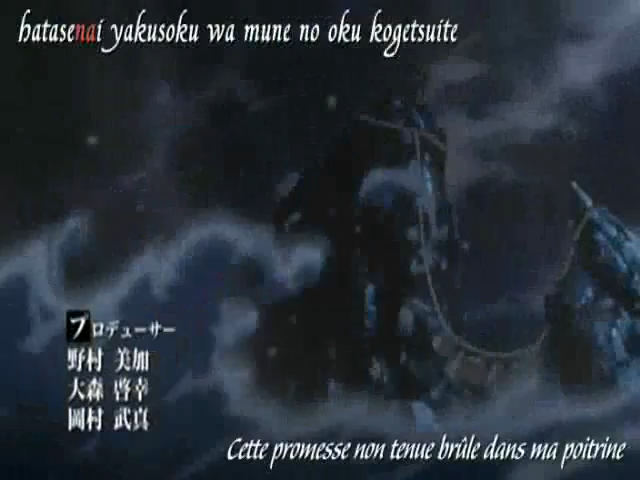 hatasenai yakusoku wa mune no oku kogetsuite
プロデューサー
野村 美加
大森 啓幸
岡村 武真
Cette promesse non tenue brûle dans ma poitrine